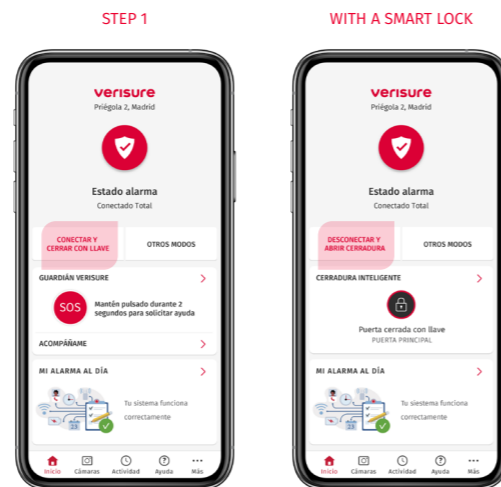 STEP 1
verisure
Priégola 2, Madrid
Estado alarma
Conectado Total
CONECTAR Y
CERRAR CON LLAVE
OTROS MODOS
GUARDIÁN VERISURE
SOS
Mantén pulsado durante 2
segundos para solicitar ayuda
ACOMPÁÑAME
MI ALARMA AL DÍA
Tu sistema funciona
correctamente
Inicio
Cámaras
Actividad
Ayuda
Más
WITH A SMART LOCK
verisure
Priégola 2, Madrid
Estado alarma
Conectado Total
DESCONECTAR Y
ABRIR CERRADURA
OTROS MODOS
CERRADURA INTELIGENTE
Puerta cerrada con llave
PUERTA PRINCIPAL
MI ALARMA AL DÍA
Tu siestema funciona
correctamente
Inicio
Cámaras
Actividad
Ayuda
Más